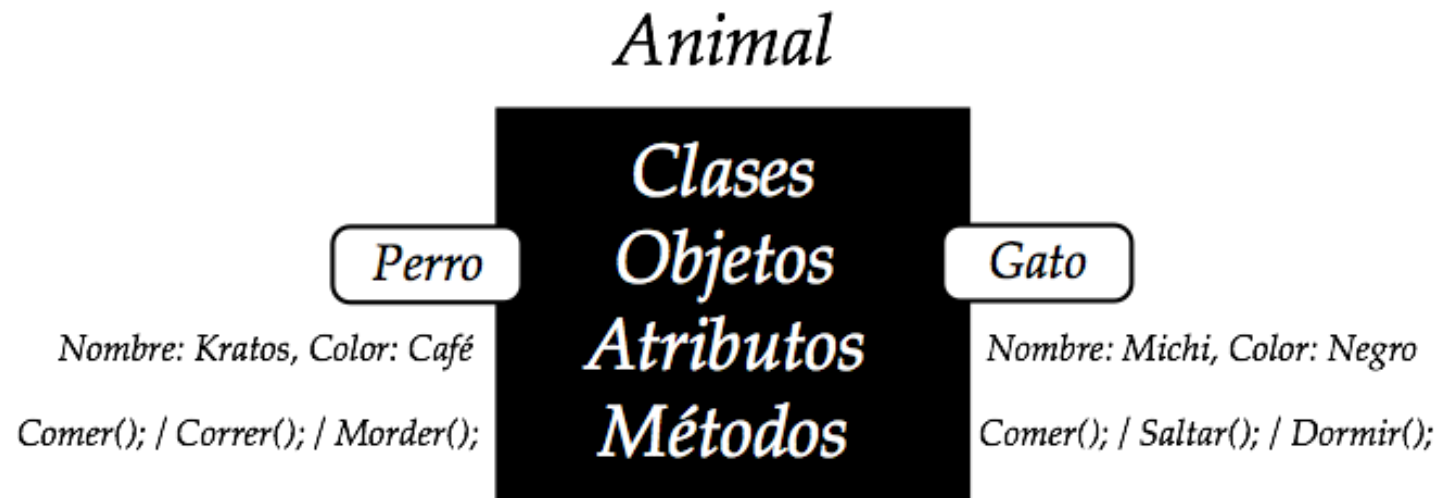 Animal
Clases
Perro Objetos Gato
Nombre: Kratos, Color: Café Atributos Nombre: Michi, Color: Negro
Comer(); / Correr(); / Morder(); Métodos Comer(); / Saltar(); / Dormir();